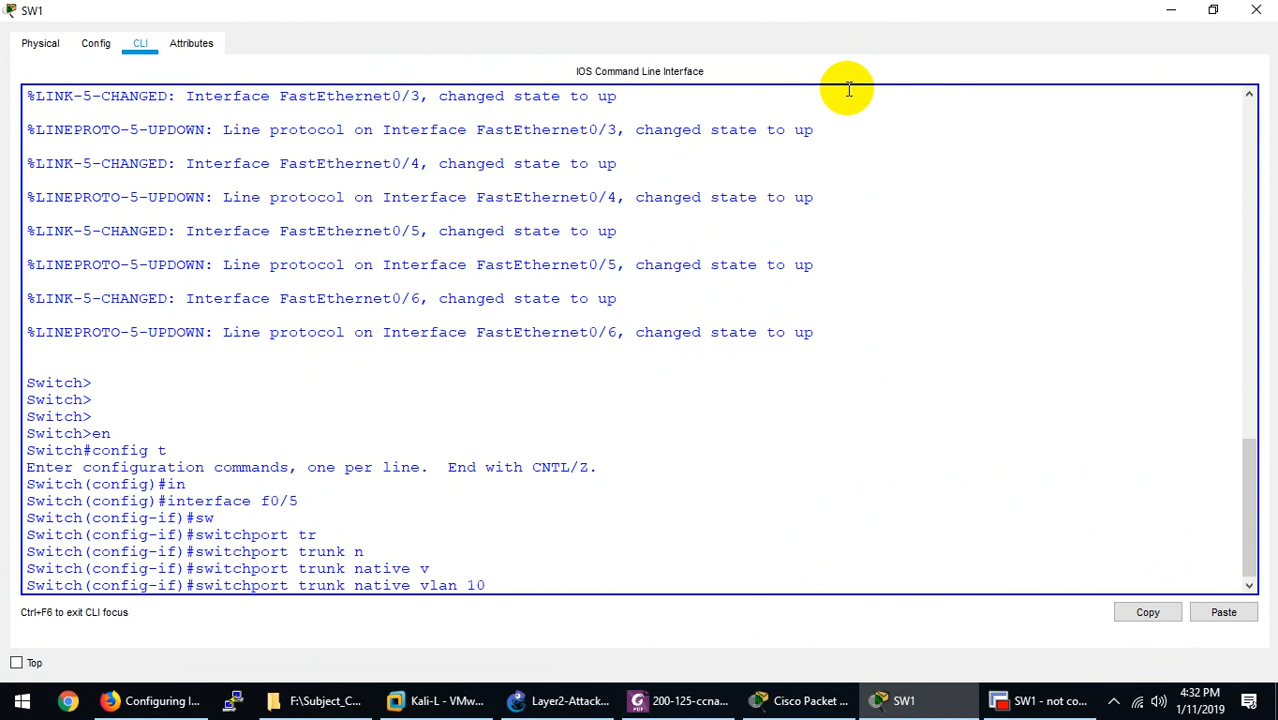 SW1
Physical Config CLI Attributes
IOS Command Line Interface
%LINK-5-CHANGED: Interface FastEthernet0/3, changed state to up
%LINEPROTO-5-UPDOWN: Line protocol on Interface FastEthernet0/3, changed state to up
%LINK-5-CHANGED: Interface FastEthernet0/4, changed state to up
%LINEPROTO-5-UPDOWN: Line protocol on Interface FastEthernet0/4, changed state to up
%LINK-5-CHANGED: Interface FastEthernet0/5, changed state to up
%LINEPROTO-5-UPDOWN: Line protocol on Interface FastEthernet0/5, changed state to up
%LINK-5-CHANGED: Interface FastEthernet0/6, changed state to up
%LINEPROTO-5-UPDOWN: Line protocol on Interface FastEthernet0/6, changed state to up
Switch>
Switch>
Switch>
Switch>en
Switch#config t
Enter configuration commands, one per line.  End with CNTL/Z.
Switch(config)#in
Switch(config)#interface f0/5
Switch(config-if)#sw
Switch(config-if)#switchport tr
Switch(config-if)#switchport trunk n
Switch(config-if)#switchport trunk native v
Switch(config-if)#switchport trunk native vlan 10
Ctrl+F6 to exit CLI focus
Copy Paste
Top
Configuring I... F:\Subject_C... Kali-L - VMw... Layer2-Attack... 200-125-ccna... Cisco Packet ... SW1 SW1 - not co... 4:32 PM
1/11/2019